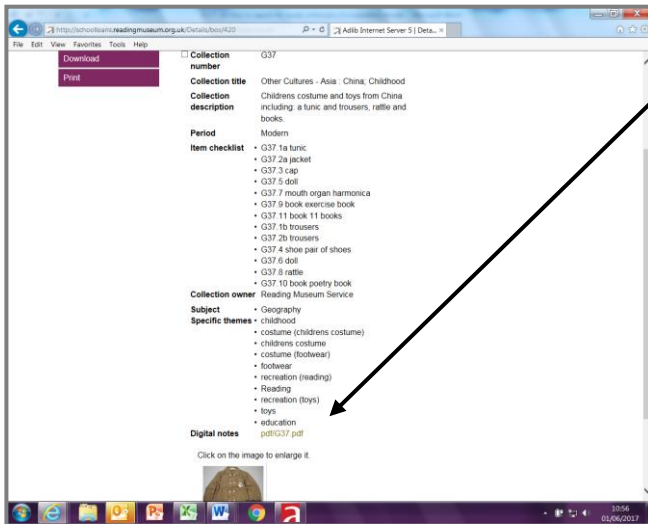 http://schoolloans.readingmuseum.org.uk/Details/box/420
Adlib Internet Server 5 | Deta...
File Edit View Favorites Tools Help
Download
Print
Collection number G37
Collection title Other Cultures - Asia : China; Childhood
Collection description Childrens costume and toys from China
including: a tunic and trousers, rattle and
books.
Period Modern
Item checklist • G37.1a tunic
• G37.2a jacket
• G37.3 cap
• G37.5 doll
• G37.7 mouth organ harmonica
• G37.9 book exercise book
• G37.11 book 11 books
• G37.1b trousers
• G37.2b trousers
• G37.4 shoe pair of shoes
• G37.6 doll
• G37.8 rattle
• G37.10 book poetry book
Collection owner Reading Museum Service
Subject • Geography
Specific themes • childhood
• costume (childrens costume)
• childrens costume
• costume (footwear)
• footwear
• recreation (reading)
• Reading
• recreation (toys)
• toys
• education
Digital notes pdf/G37.pdf
Click on the image to enlarge it.
10:56
01/06/2017